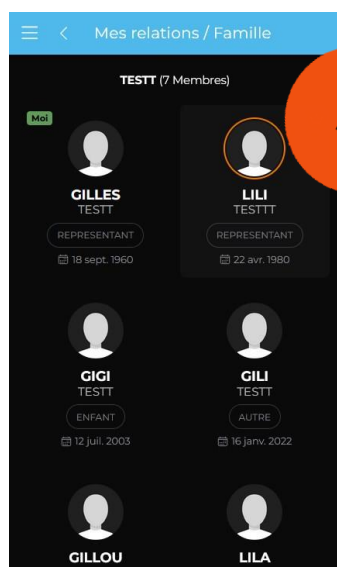 Mes relations / Famille
TESTT (7 Membres)
Moi
GILLES
TESTT
REPRESENTANT
18 sept. 1960
LILI
TESTTT
REPRESENTANT
22 avr. 1980
GIGI
TESTT
ENFANT
12 juil. 2003
GILI
TESTT
AUTRE
16 janv. 2022
GILLOU
LILA